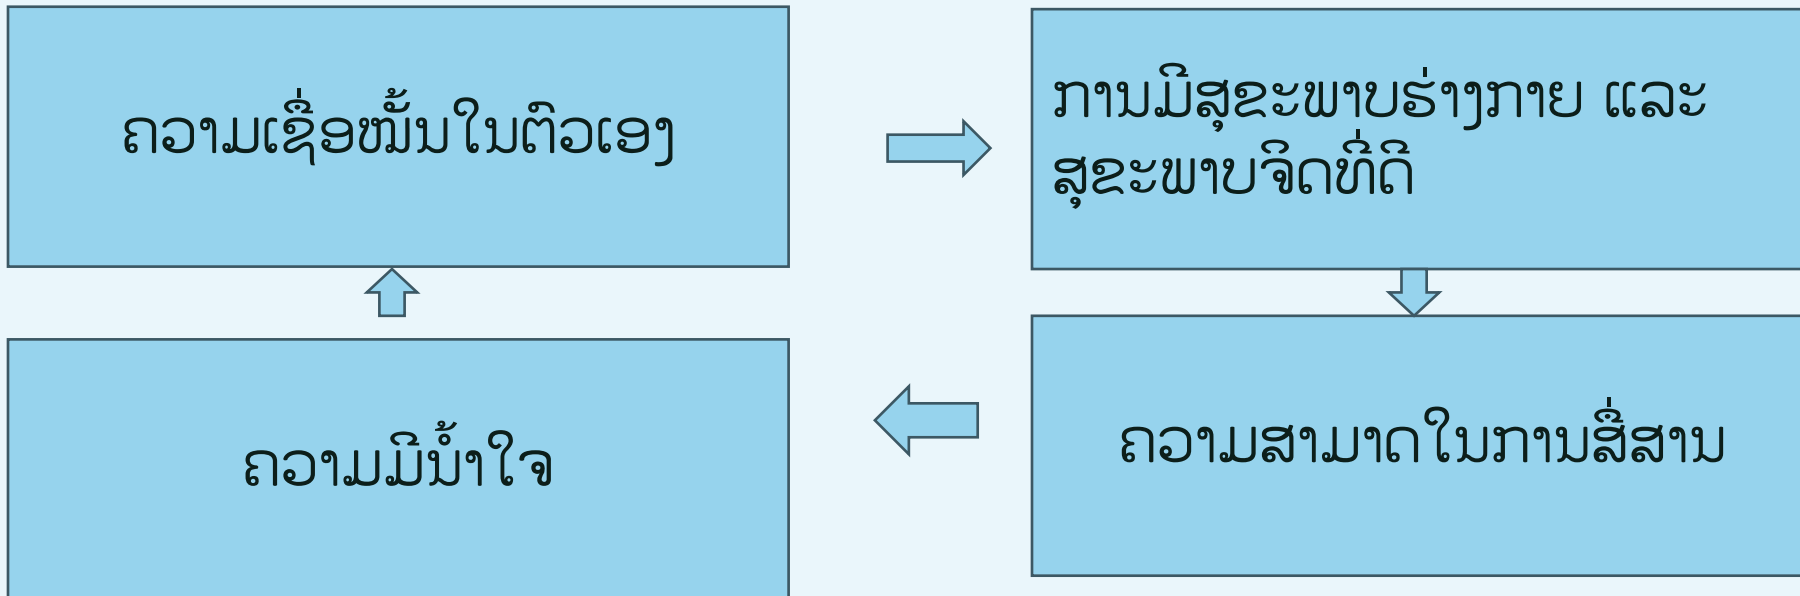 ຄວາມເຊື່ອໝັ້ນໃນຕົວເອງ
ການມີສຸຂະພາບຮ່າງກາຍ ແລະ
ສຸຂະພາບຈິດທີ່ດີ
ຄວາມສາມາດໃນການສື່ສານ
ຄວາມມີນ້ຳໃຈ